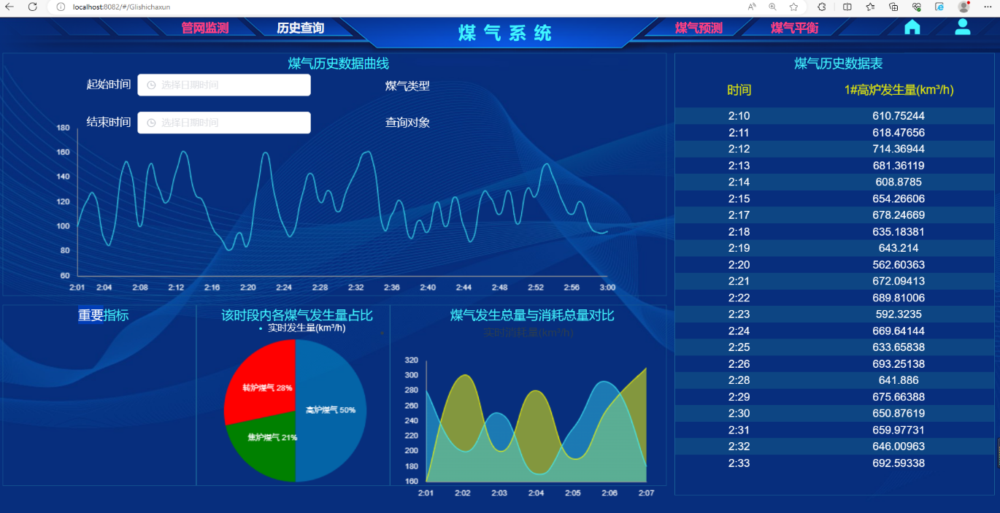 localhost:8082/#/Glishichaxun
管网监测 历史查询 煤气系统 煤气预测 煤气平衡
煤气历史数据曲线
起始时间 选择日期时间 煤气类型
结束时间 选择日期时间 查询对象
180
160
140
120
100
80
60
2:01 2:04 2:08 2:12 2:16 2:20 2:24 2:28 2:32 2:36 2:40 2:44 2:48 2:52 2:56 3:00
重要指标
该时段内各煤气发生量占比
实时发生量(km³/h)
转炉煤气 28%
高炉煤气 50%
焦炉煤气 21%
煤气发生总量与消耗总量对比
实时消耗量(km³/h)
320
300
280
260
240
220
200
180
160
2:01 2:02 2:03 2:04 2:05 2:06 2:07
煤气历史数据表
时间 1#高炉发生量(km³/h)
2:10 610.75244
2:11 618.47656
2:12 714.36944
2:13 681.36119
2:14 608.8785
2:15 654.26606
2:17 678.24669
2:18 635.18381
2:19 643.214
2:20 562.60363
2:21 672.09413
2:22 689.81006
2:23 592.3235
2:24 669.64144
2:25 633.65838
2:26 693.25138
2:28 641.886
2:29 675.66388
2:30 650.87619
2:31 659.97731
2:32 646.00963
2:33 692.59338